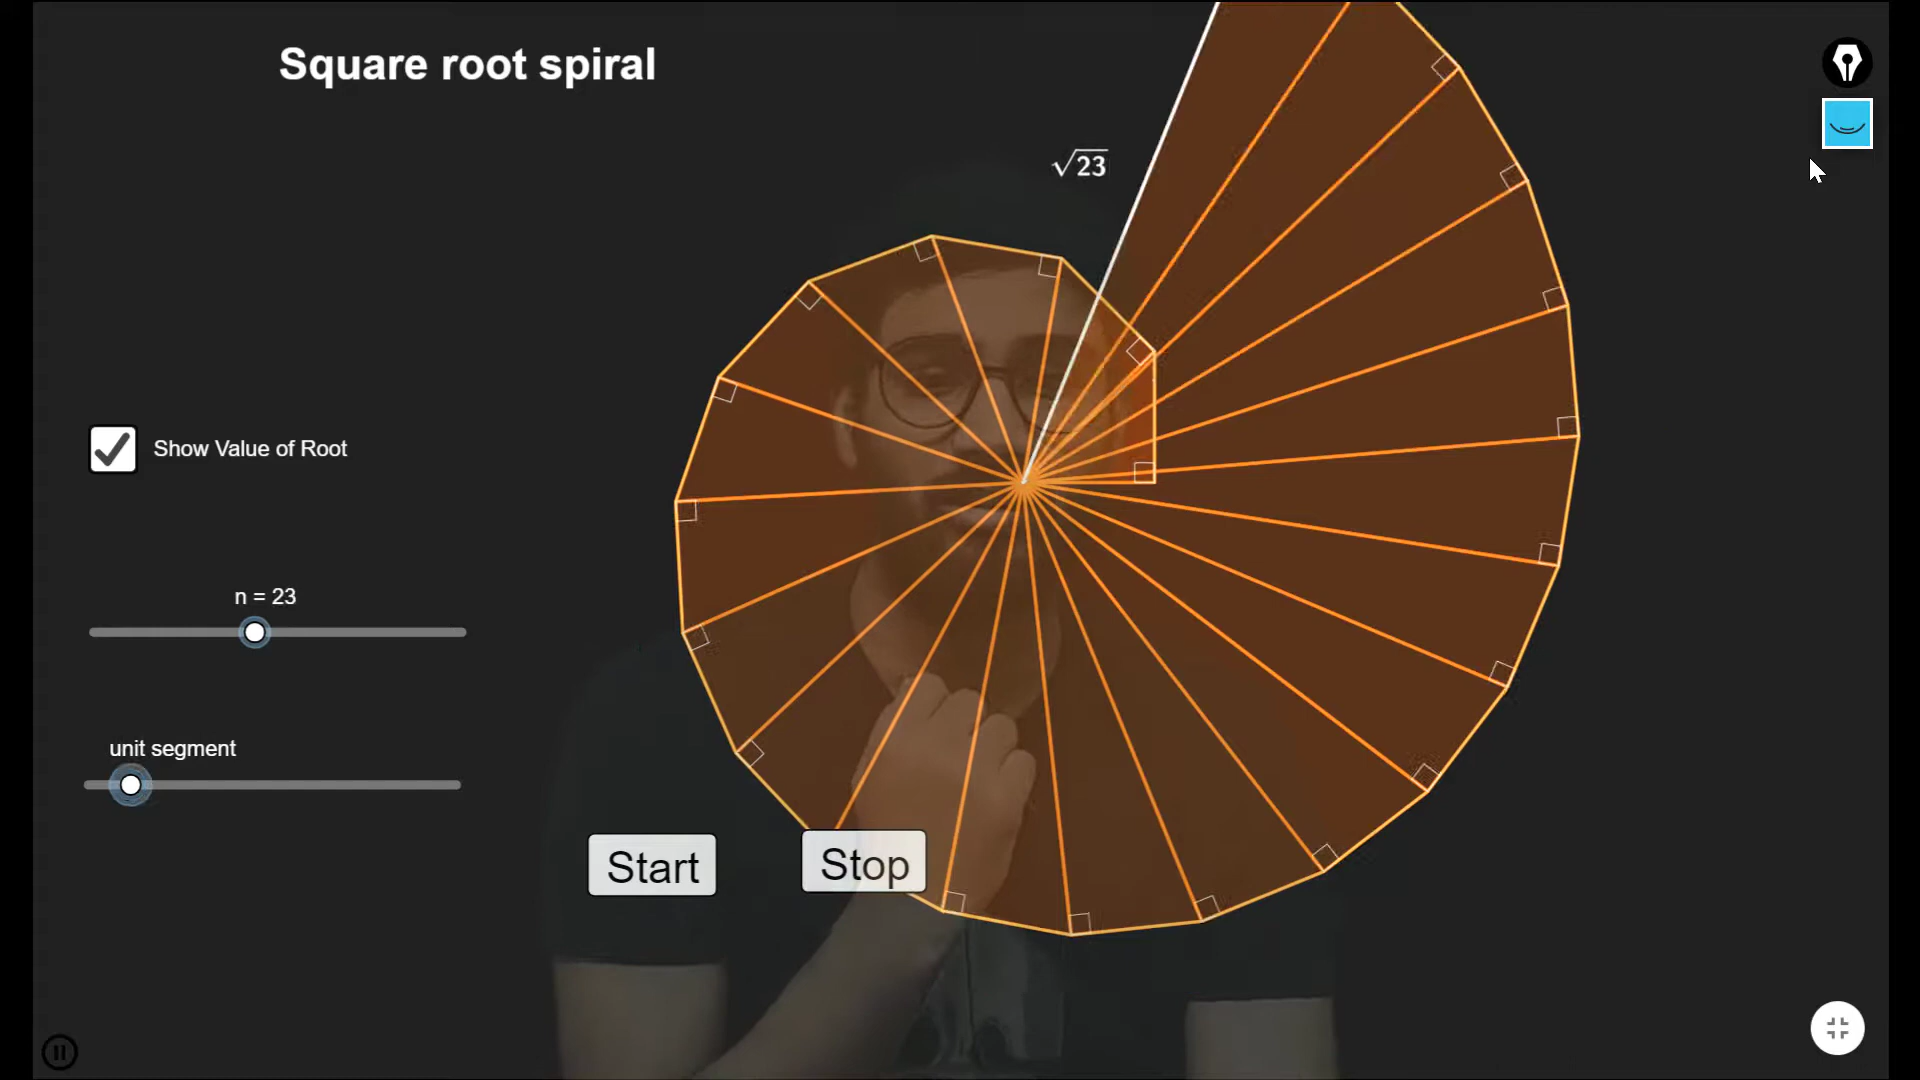 Square root spiral
√23
Show Value of Root
n = 23
unit segment
Start
Stop